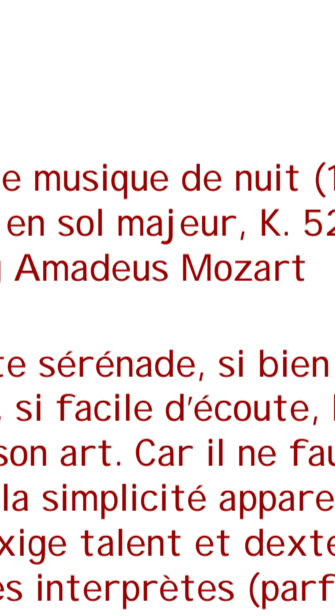 e musique de nuit (1
en sol majeur, K. 52
Amadeus Mozart
te sérénade, si bien
, si facile d'écoute,
son art. Car il ne fau
la simplicité appare
xige talent et dexte
es interprètes (parf